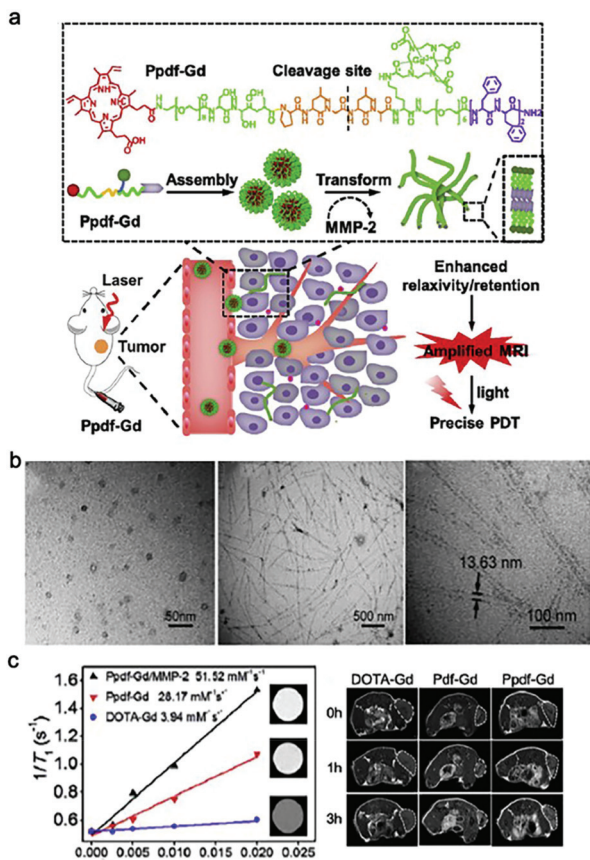 a
Ppdf-Gd
Cleavage site
Assembly
Transform
Ppdf-Gd
MMP-2
Laser
Tumor
Ppdf-Gd
Enhanced
relaxivity/retention
Amplified MRI
light
Precise PDT
b
50nm
500 nm
13.63 nm
100 nm
c
1/T₁ (s⁻¹)
1.6
1.4
1.2
1.0
0.8
0.6
Ppdf-Gd/MMP-2 51.52 mM⁻¹s⁻¹
Ppdf-Gd 28.17 mM⁻¹s⁻¹
DOTA-Gd 3.94 mM⁻¹s⁻¹
0.000 0.005 0.010 0.015 0.020 0.025
DOTA-Gd Pdf-Gd Ppdf-Gd
0h
1h
3h